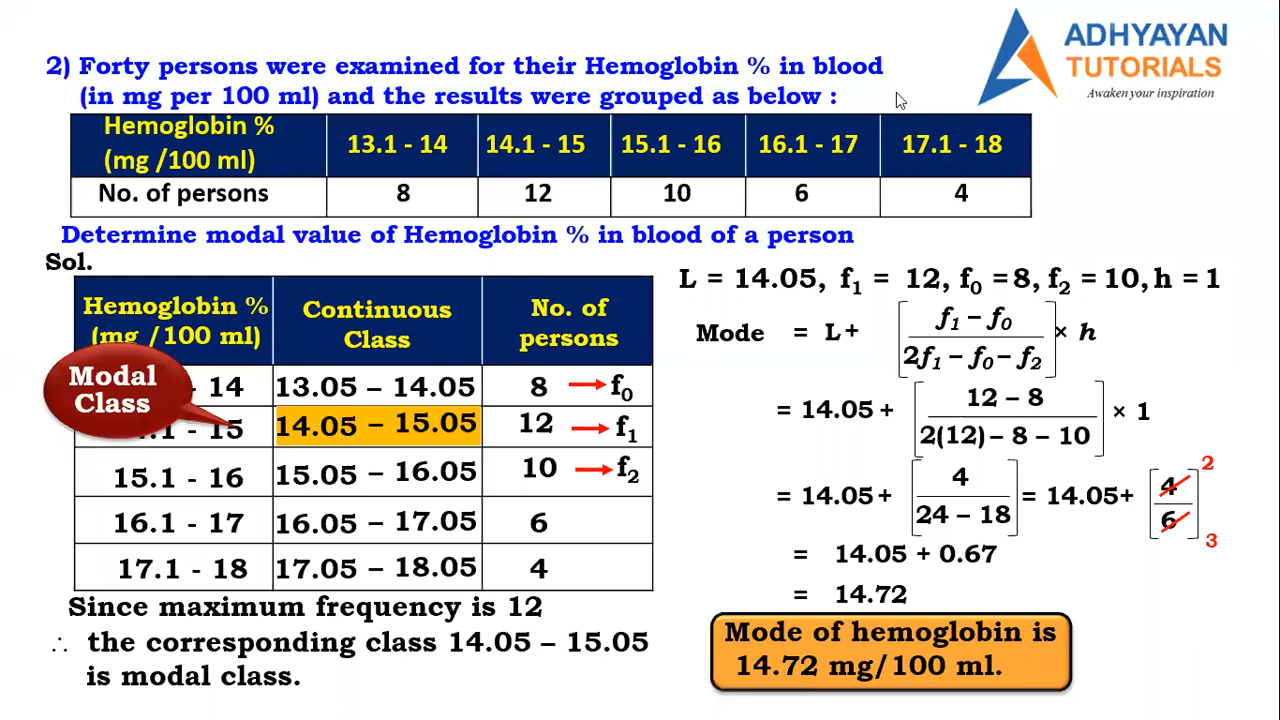 ADHYAYAN
TUTORIALS
Awaken your inspiration
2) Forty persons were examined for their Hemoglobin % in blood
(in mg per 100 ml) and the results were grouped as below :
Hemoglobin %
(mg /100 ml)
13.1 - 14
14.1 - 15
15.1 - 16
16.1 - 17
17.1 - 18
No. of persons
8
12
10
6
4
Determine modal value of Hemoglobin % in blood of a person
Sol.
Hemoglobin %
(mg /100 ml)
Continuous
Class
No. of
persons
Modal
Class
- 14
13.05 – 14.05
8 → f₀
.1 - 15
14.05 – 15.05
12 → f₁
15.1 - 16
15.05 – 16.05
10 → f₂
16.1 - 17
16.05 – 17.05
6
17.1 - 18
17.05 – 18.05
4
Since maximum frequency is 12
∴ the corresponding class 14.05 – 15.05
is modal class.
L = 14.05, f₁ = 12, f₀ = 8, f₂ = 10, h = 1
Mode = L+ [f₁ – f₀ / 2f₁ – f₀ – f₂] × h
= 14.05 + [12 – 8 / 2(12) – 8 – 10] × 1
= 14.05+ [4 / 24 – 18] = 14.05+ [4 / 6] 2 3
= 14.05 + 0.67
= 14.72
Mode of hemoglobin is
14.72 mg/100 ml.